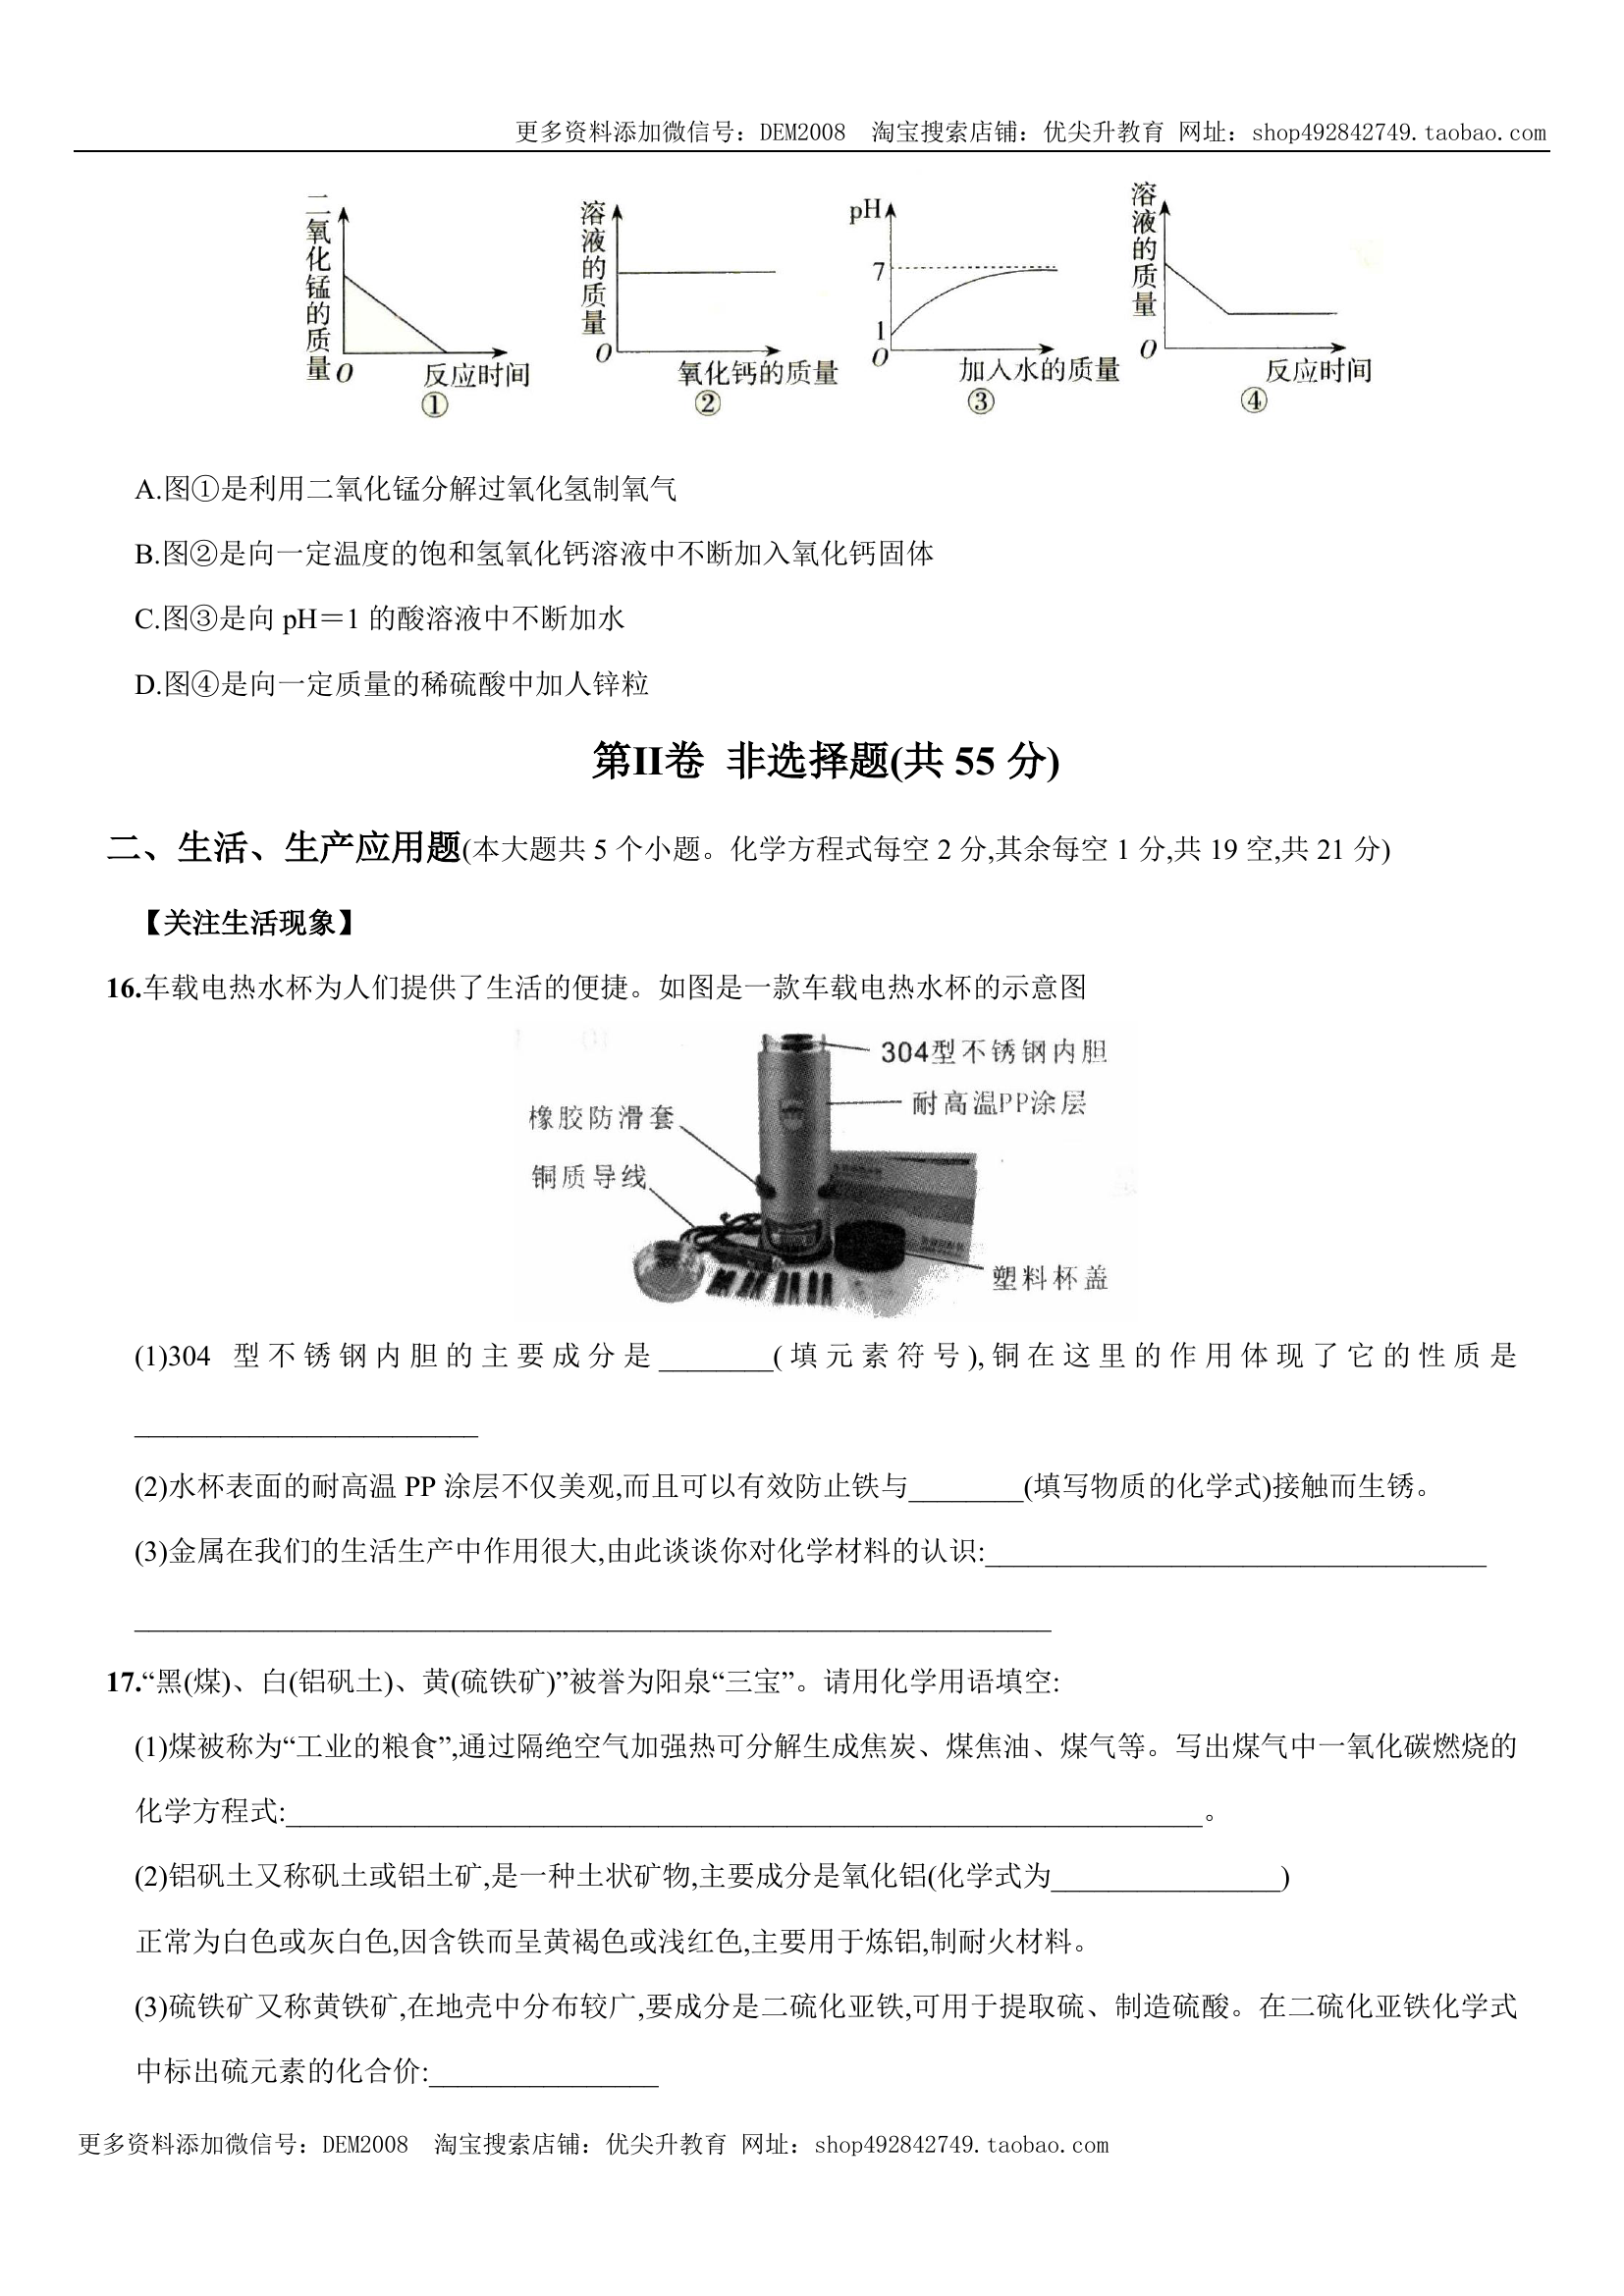 更多资料添加微信号：DEM2008 淘宝搜索店铺：优尖升教育 网址：shop492842749.taobao.com
二氧化锰的质量 O 反应时间 ①
溶液的质量 O 氧化钙的质量 ②
pH 7 1 O 加入水的质量 ③
溶液的质量 O 反应时间 ④
A.图①是利用二氧化锰分解过氧化氢制氧气
B.图②是向一定温度的饱和氢氧化钙溶液中不断加入氧化钙固体
C.图③是向 pH＝1 的酸溶液中不断加水
D.图④是向一定质量的稀硫酸中加人锌粒
第II卷 非选择题(共 55 分)
二、生活、生产应用题(本大题共 5 个小题。化学方程式每空 2 分,其余每空 1 分,共 19 空,共 21 分)
【关注生活现象】
16.车载电热水杯为人们提供了生活的便捷。如图是一款车载电热水杯的示意图
304型不锈钢内胆
耐高温PP涂层
橡胶防滑套
铜质导线
塑料杯盖
(1)304 型不锈钢内胆的主要成分是________(填元素符号),铜在这里的作用体现了它的性质是
________________________
(2)水杯表面的耐高温 PP 涂层不仅美观,而且可以有效防止铁与________(填写物质的化学式)接触而生锈。
(3)金属在我们的生活生产中作用很大,由此谈谈你对化学材料的认识:___________________________________
________________________________________________________________
17.“黑(煤)、白(铝矾土)、黄(硫铁矿)”被誉为阳泉“三宝”。请用化学用语填空:
(1)煤被称为“工业的粮食”,通过隔绝空气加强热可分解生成焦炭、煤焦油、煤气等。写出煤气中一氧化碳燃烧的
化学方程式:________________________________________________________________。
(2)铝矾土又称矾土或铝土矿,是一种土状矿物,主要成分是氧化铝(化学式为________________)
正常为白色或灰白色,因含铁而呈黄褐色或浅红色,主要用于炼铝,制耐火材料。
(3)硫铁矿又称黄铁矿,在地壳中分布较广,要成分是二硫化亚铁,可用于提取硫、制造硫酸。在二硫化亚铁化学式
中标出硫元素的化合价:________________
更多资料添加微信号：DEM2008 淘宝搜索店铺：优尖升教育 网址：shop492842749.taobao.com